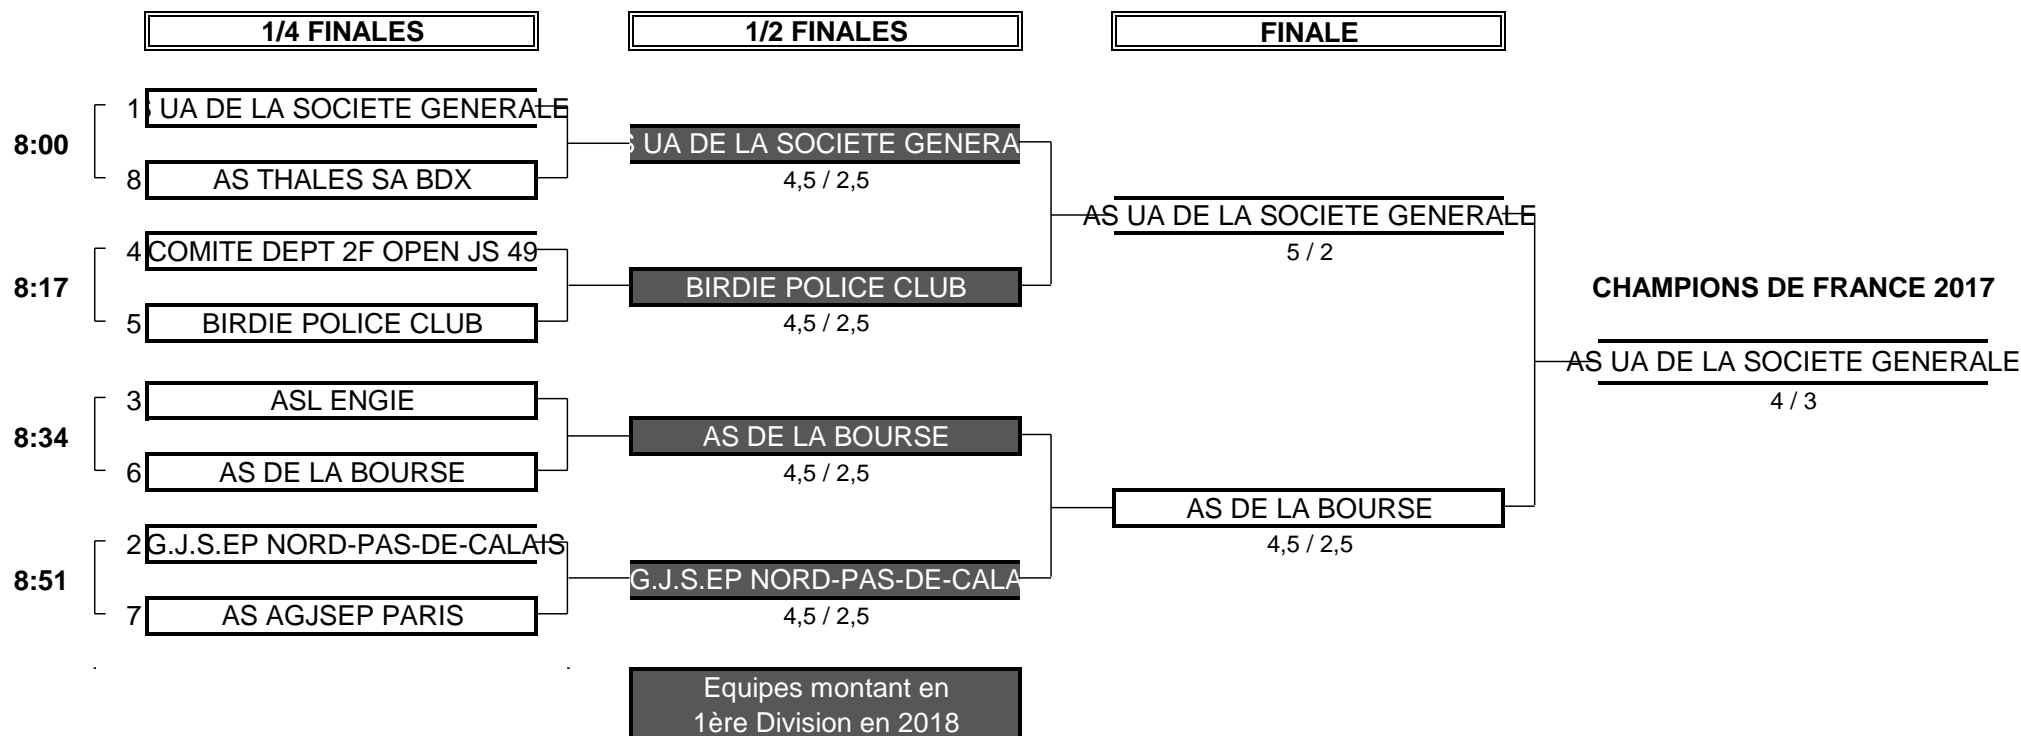 1/4 FINALES
1/2 FINALES
FINALE
8:00
1 S UA DE LA SOCIETE GENERALE
8 AS THALES SA BDX
8:17
4 COMITE DEPT 2F OPEN JS 49
5 BIRDIE POLICE CLUB
8:34
3 ASL ENGIE
6 AS DE LA BOURSE
8:51
2 G.J.S.EP NORD-PAS-DE-CALAIS
7 AS AGJSEP PARIS
S UA DE LA SOCIETE GENERA
4,5 / 2,5
BIRDIE POLICE CLUB
4,5 / 2,5
AS DE LA BOURSE
4,5 / 2,5
G.J.S.EP NORD-PAS-DE-CALA
4,5 / 2,5
Equipes montant en
1ère Division en 2018
AS UA DE LA SOCIETE GENERALE
5 / 2
AS DE LA BOURSE
4,5 / 2,5
CHAMPIONS DE FRANCE 2017
AS UA DE LA SOCIETE GENERALE
4 / 3